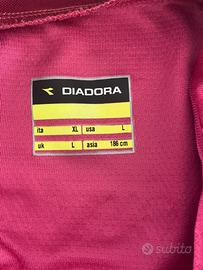 DIADORA
ita XL usa L
uk L asia 186 cm
subito